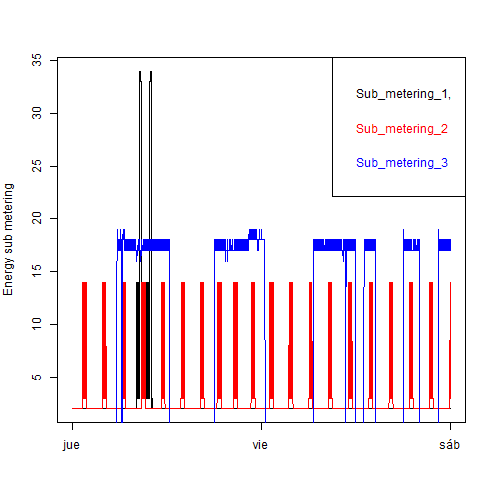 Energy sub metering
35
30
25
20
15
10
5
Sub_metering_1,
Sub_metering_2
Sub_metering_3
jue
vie
sáb